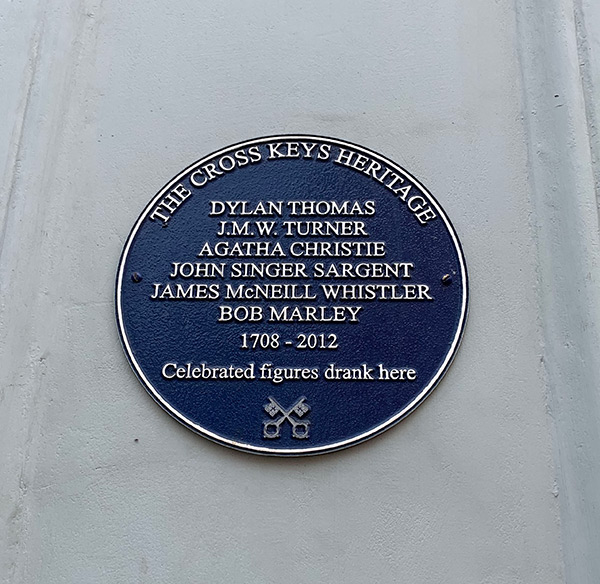 THE CROSS KEYS HERITAGE
DYLAN THOMAS
J.M.W. TURNER
AGATHA CHRISTIE
JOHN SINGER SARGENT
JAMES McNEILL WHISTLER
BOB MARLEY
1708 - 2012
Celebrated figures drank here